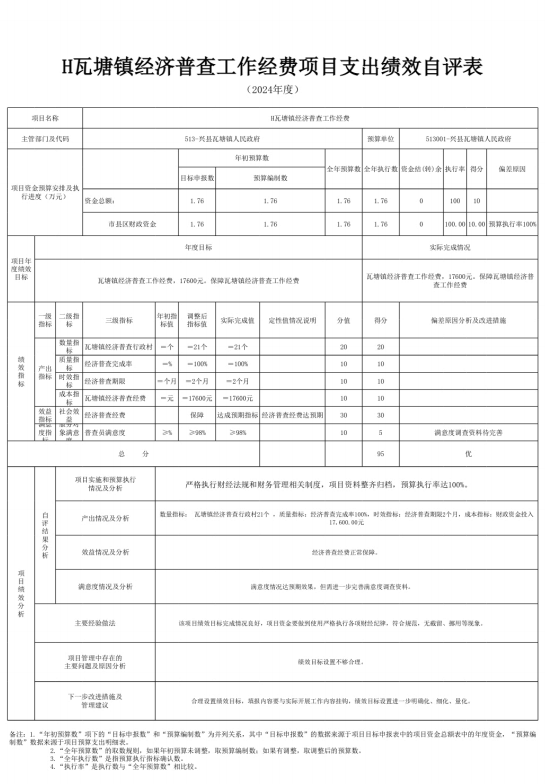 H瓦塘镇经济普查工作经费项目支出绩效自评表
（2024年度）
项目名称 H瓦塘镇经济普查工作经费
主管部门及代码 513-兴县瓦塘镇人民政府 预算单位 513001-兴县瓦塘镇人民政府
项目资金预算安排及执行进度（万元） 年初预算数 全年预算数 全年执行数 资金结(转)余 执行率 得分 偏差原因
目标申报数 预算编制数
资金总额: 1.76 1.76 1.76 1.76 0 100 10
市县区财政资金 1.76 1.76 1.76 1.76 0 100.00 10.00 预算执行率100%
项目年度绩效目标 年度目标 实际完成情况
瓦塘镇经济普查工作经费，17600元。保障瓦塘镇经济普查工作经费 瓦塘镇经济普查工作经费，17600元。保障瓦塘镇经济普查工作经费
绩效指标 一级指标 二级指标 三级指标 年初指标值 调整后指标值 实际完成值 定性值情况说明 分值 得分 偏差原因分析及改进措施
产出指标 数量指标 瓦塘镇经济普查行政村 =个 =21个 =21个 20 20
质量指标 经济普查完成率 =% =100% =100% 10 10
时效指标 经济普查期限 =个月 =2个月 =2个月 10 10
成本指标 瓦塘镇经济普查经费 =元 =17600元 =17600元 10 10
效益指标 社会效益 经济普查经费 保障 达成预期指标 经济普查经费达预期 30 30
满意度指标 服务对象满意度 普查员满意度 ≥% ≥98% ≥98% 10 5 满意度调查资料待完善
总 分 95 优
项目绩效分析 自评结果分析 项目实施和预算执行情况及分析 严格执行财经法规和财务管理相关制度，项目资料整齐归档，预算执行率达100%。
产出情况及分析 数量指标： 瓦塘镇经济普查行政村21个 ，质量指标：经济普查完成率100%，时效指标：经济普查期限2个月，成本指标：财政资金投入17,600.00元
效益情况及分析 经济普查经费正常保障。
满意度情况及分析 满意度情况达预期效果。但需进一步完善满意度调查资料。
主要经验做法 该项目绩效目标完成情况良好，项目资金要做到使用严格执行各项财经纪律，符合规范，无截留、挪用等现象。
项目管理中存在的主要问题及原因分析 绩效目标设置不够合理。
下一步改进措施及管理建议 合理设置绩效目标，填报内容要与实际开展工作内容挂钩，绩效目标设置进一步明确化、细化、量化。
备注：1.“年初预算数”项下的“目标申报数”和“预算编制数”为并列关系，其中“目标申报数”的数据来源于项目目标申报表中的项目资金总额表中的年度资金，“预算编
制数”数据来源于项目预算支出明细表。
2.“全年预算数”的取数规则，如果年初预算未调整，取预算编制数；如果有调整，取调整后的预算数。
3.“全年执行数”是指预算执行指标确认数。
4.“执行率”是执行数与“全年预算数”相比较。